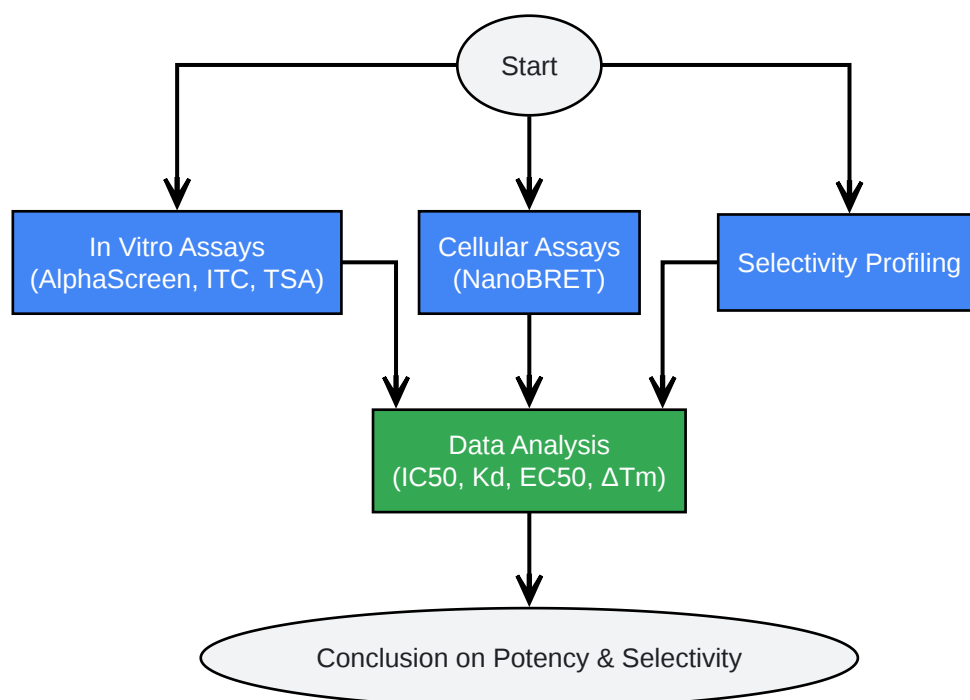 Start
In Vitro Assays
(AlphaScreen, ITC, TSA)
Cellular Assays
(NanoBRET)
Selectivity Profiling
Data Analysis
(IC50, Kd, EC50, ΔTm)
Conclusion on Potency & Selectivity